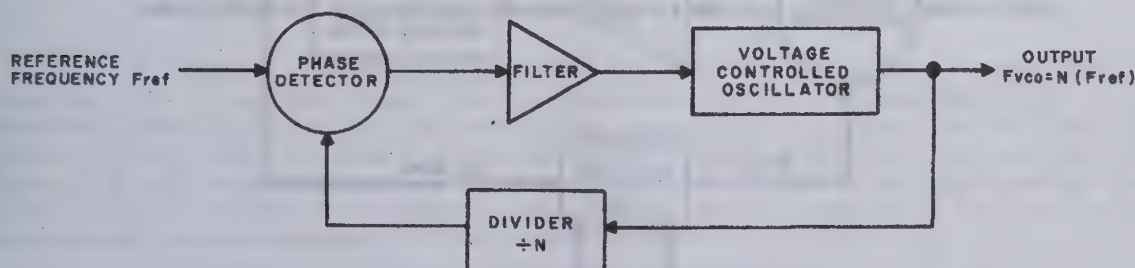 REFERENCE
FREQUENCY Fref
PHASE
DETECTOR
FILTER
VOLTAGE
CONTROLLED
OSCILLATOR
OUTPUT
Fvco=N (Fref)
DIVIDER
÷N